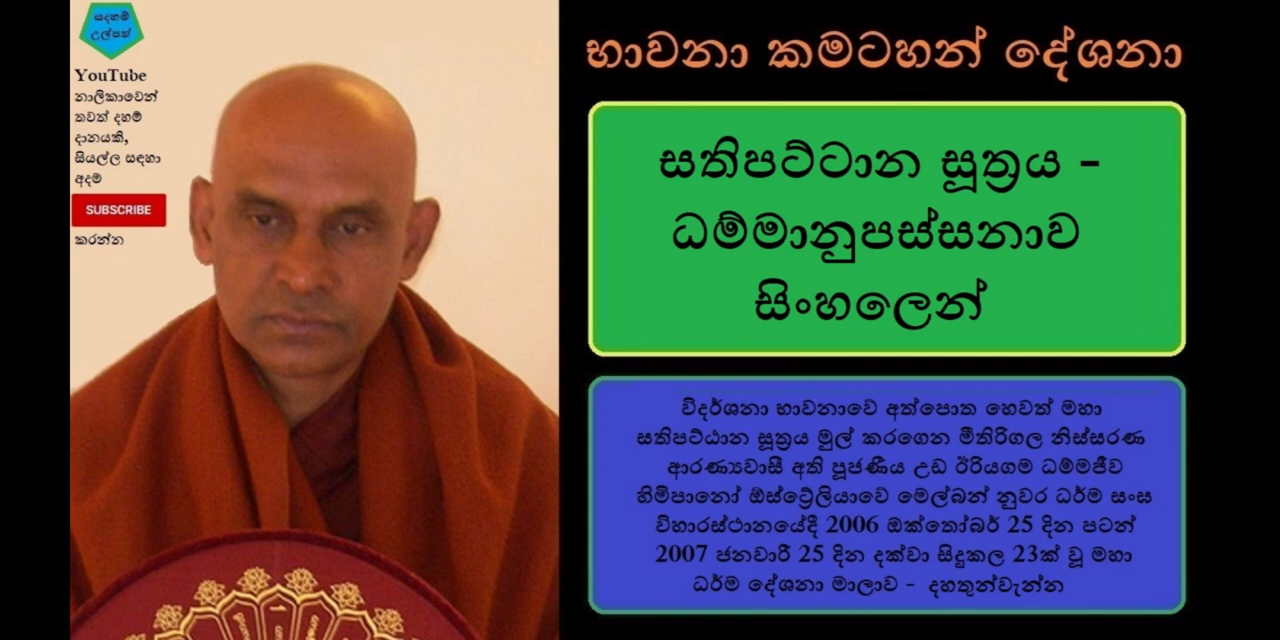 සදහම්
උල්පත්
YouTube
නාලිකාවෙන්
තවත් දහම්
දානයකි,
සියල්ල සඳහා
අදම
SUBSCRIBE
කරන්න
භාවනා කමටහන් දේශනා
සතිපට්ටාන සූත්‍රය -
ධම්මානුපස්සනාව
සිංහලෙන්
විදර්ශනා භාවනාවේ අත්පොත හෙවත් මහා
සතිපට්ඨාන සූත්‍රය මුල් කරගෙන මීතිරිගල නිස්සරණ
ආරණ්‍යවාසී අති පූජණීය උඩ ඊරියගම ධම්මජීව
හිමිපානෝ ඔස්ට්‍රේලියාවේ මෙල්බන් නුවර ධර්ම සංඝ
විහාරස්ථානයේදී 2006 ඔක්තෝබර් 25 දින පටන්
2007 ජනවාරී 25 දින දක්වා සිදුකල 23ක් වූ මහා
ධර්ම දේශනා මාලාව - දහතුන්වැන්න